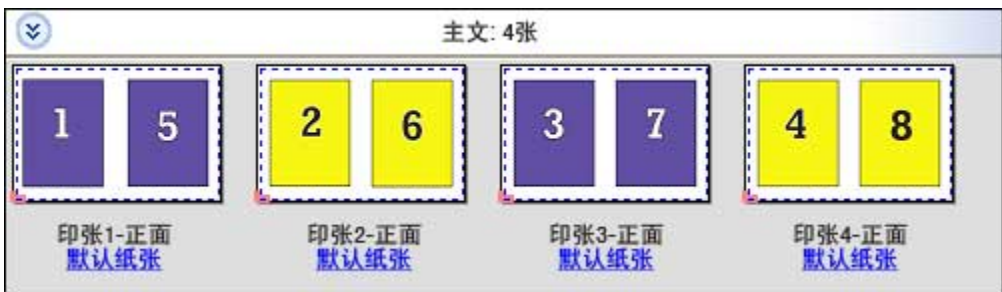 主文: 4张
1 5 2 6 3 7 4 8
印张1-正面 印张2-正面 印张3-正面 印张4-正面
默认纸张 默认纸张 默认纸张 默认纸张